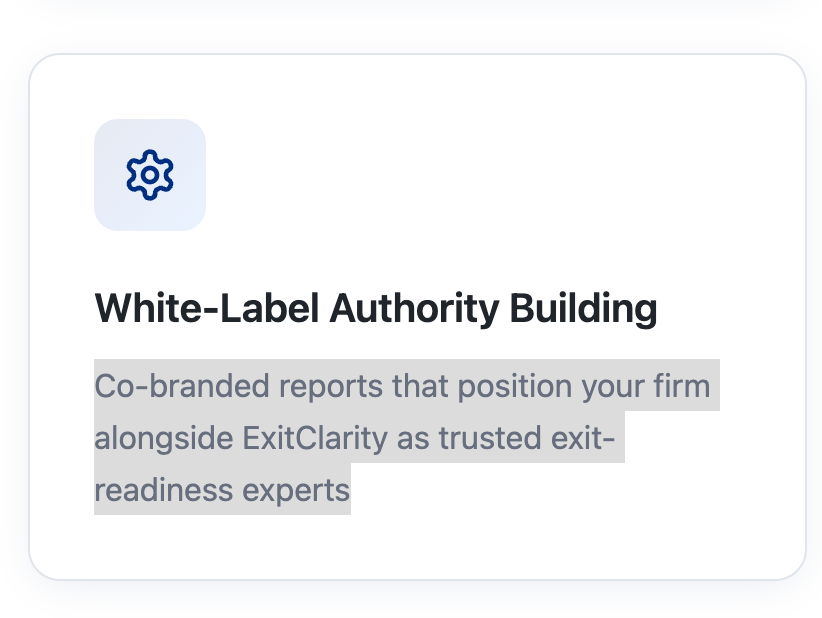 White-Label Authority Building
Co-branded reports that position your firm
alongside ExitClarity as trusted exit-
readiness experts